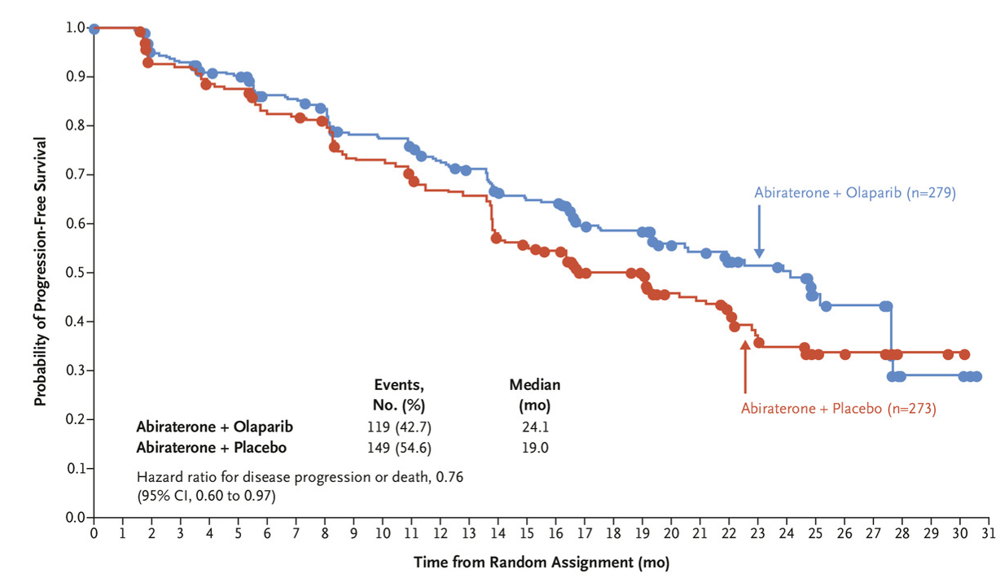 Probability of Progression-Free Survival
1.0
0.9
0.8
0.7
0.6
0.5
0.4
0.3
0.2
0.1
0.0
Abiraterone + Olaparib (n=279)
Abiraterone + Placebo (n=273)
Events, Median
No. (%) (mo)
Abiraterone + Olaparib 119 (42.7) 24.1
Abiraterone + Placebo 149 (54.6) 19.0
Hazard ratio for disease progression or death, 0.76
(95% CI, 0.60 to 0.97)
0 1 2 3 4 5 6 7 8 9 10 11 12 13 14 15 16 17 18 19 20 21 22 23 24 25 26 27 28 29 30 31
Time from Random Assignment (mo)